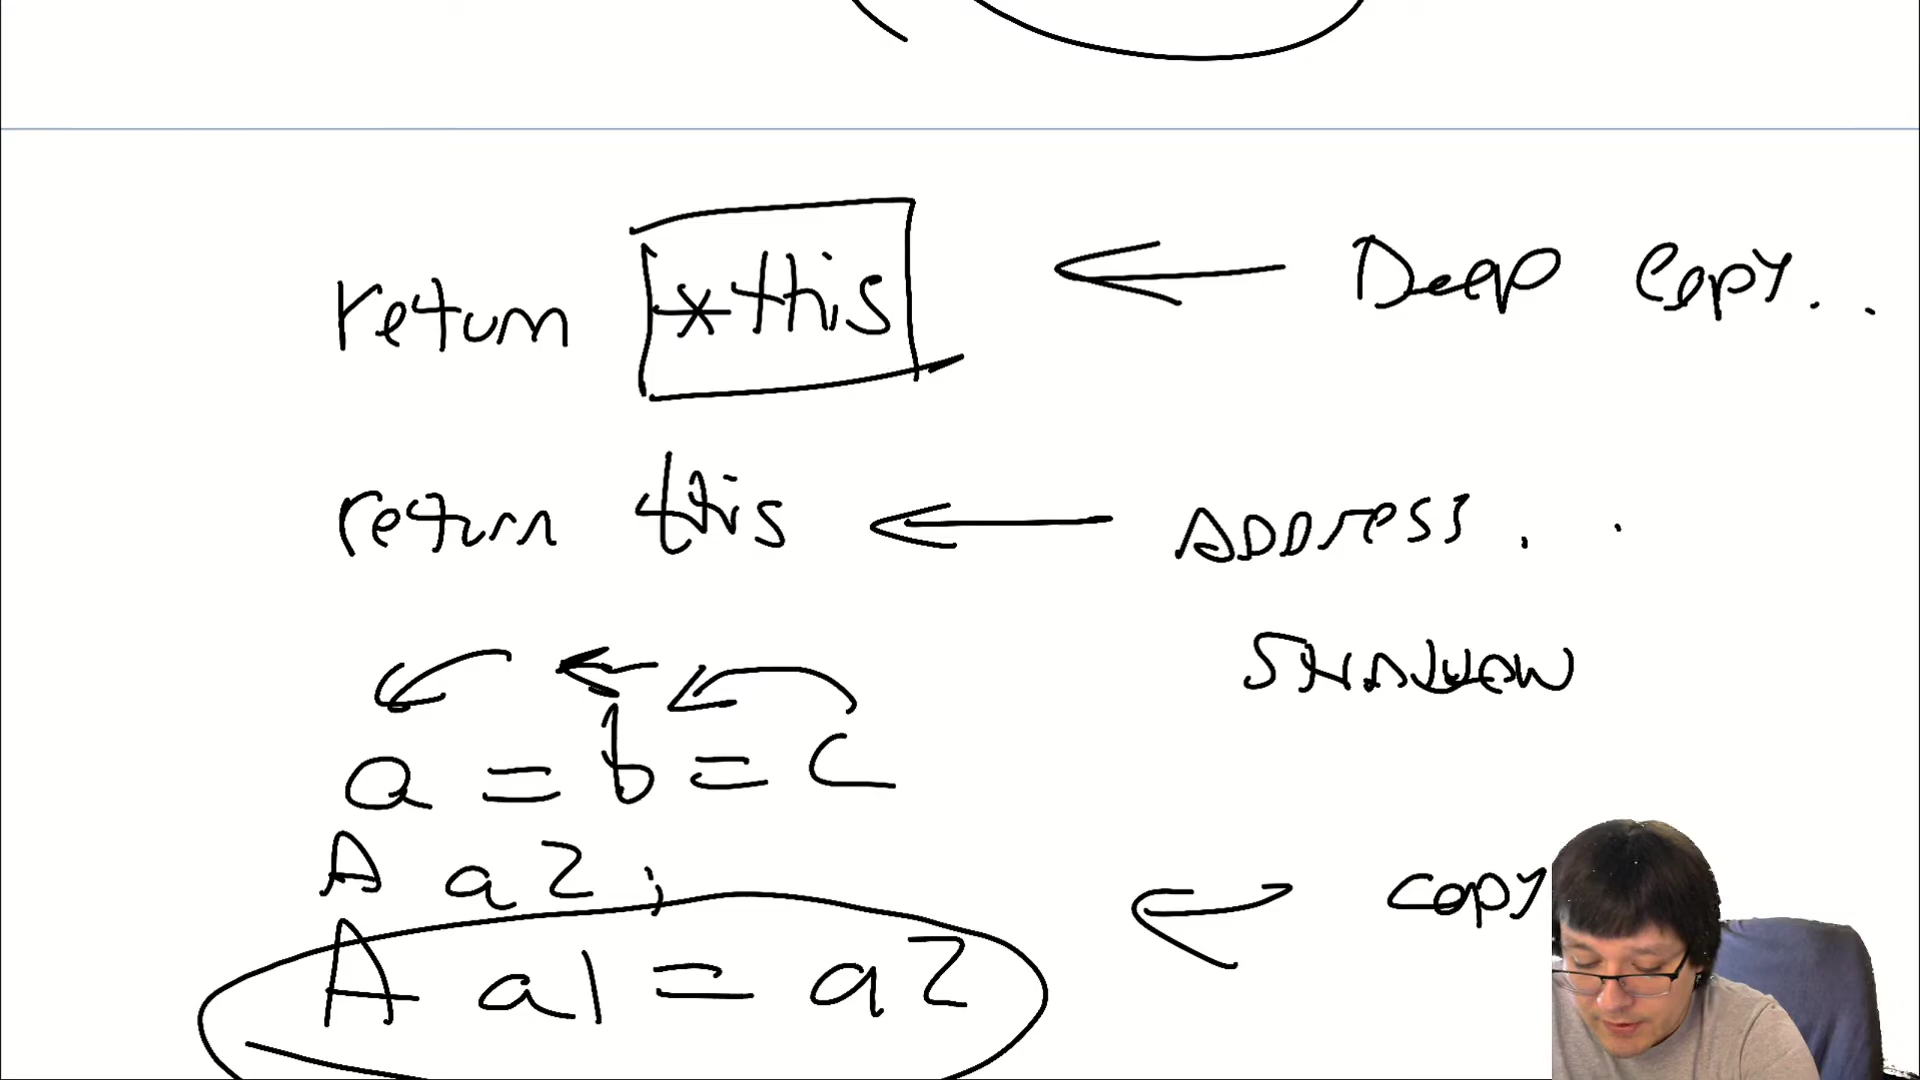 return *this ← Deep Copy..
return this ← ADDress. .
SHALLOW
a = b = c
A a2;
copy
A a1 = a2